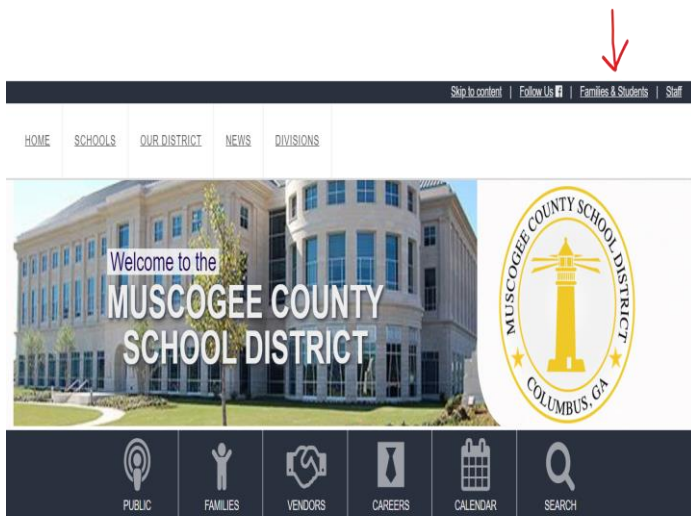 Skip to content | Follow Us | Families & Students | Staff
HOME SCHOOLS OUR DISTRICT NEWS DIVISIONS
Welcome to the
MUSCOGEE COUNTY
SCHOOL DISTRICT
MUSCOGEE COUNTY SCHOOL DISTRICT
COLUMBUS, GA
PUBLIC FAMILIES VENDORS CAREERS CALENDAR SEARCH